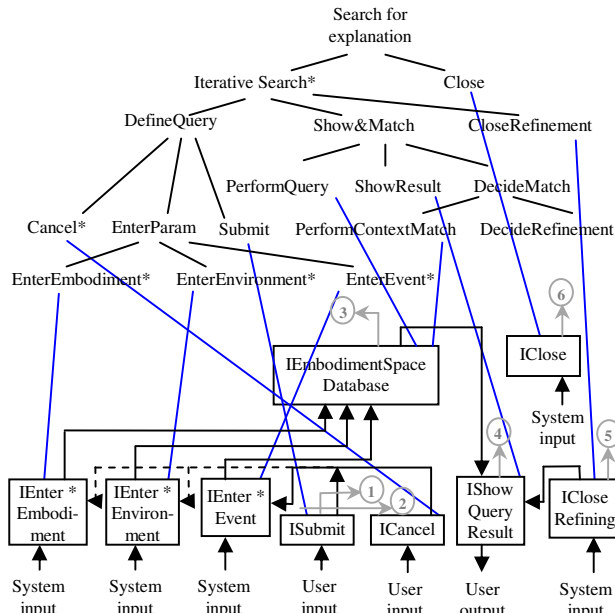 Search for
explanation
Iterative Search*
Close
DefineQuery
Show&Match
CloseRefinement
PerformQuery
ShowResult
DecideMatch
Cancel*
EnterParam
Submit
PerformContextMatch
DecideRefinement
EnterEmbodiment*
EnterEnvironment*
EnterEvent*
3
6
IEmbodimentSpace
Database
IClose
System
input
4
5
IEnter *
Embodi-
ment
IEnter *
Environ-
ment
IEnter *
Event
1
2
ISubmit
ICancel
IShow
Query
Result
IClose
Refining
System
input
System
input
System
input
User
input
User
input
User
output
System
input